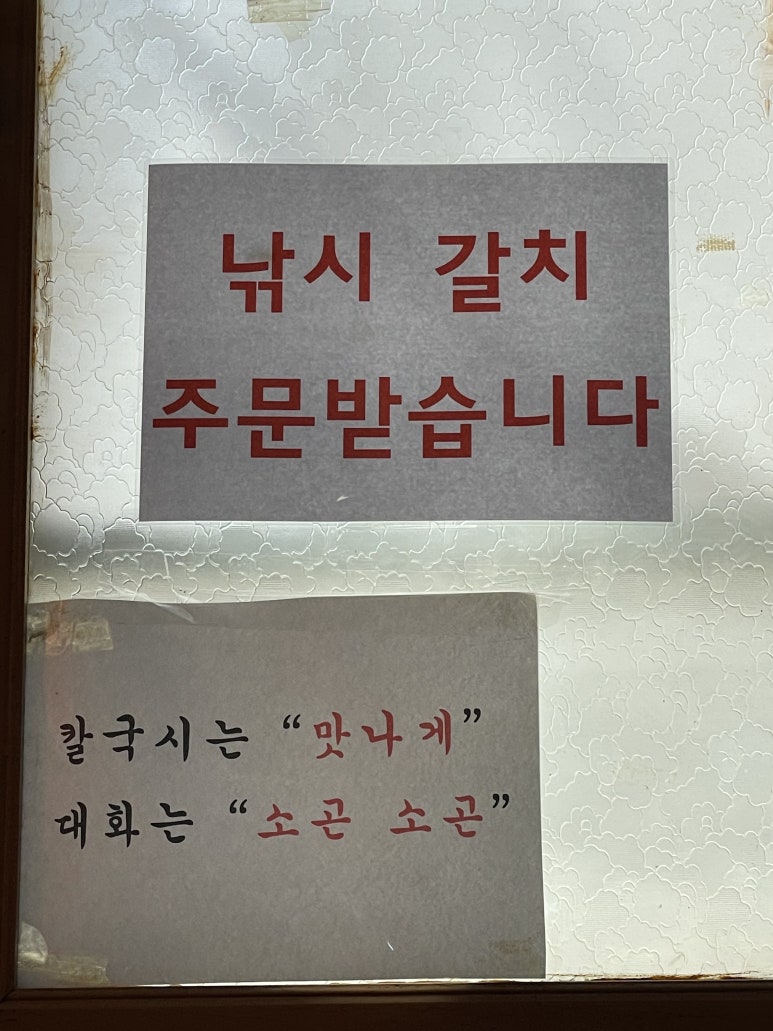 낚시 갈치
주문받습니다
칼국시는 “맛나게”
대화는 “소곤 소곤”